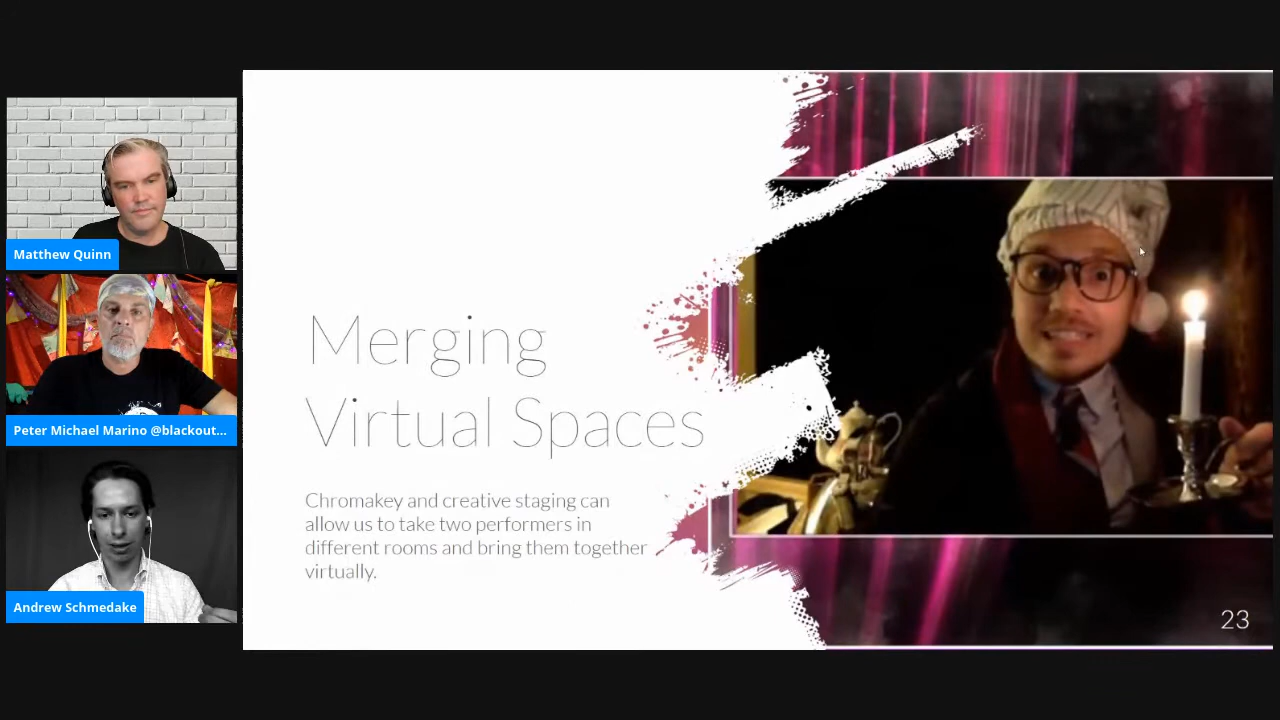 Matthew Quinn
Peter Michael Marino @blackout...
Andrew Schmedake
Merging
Virtual Spaces
Chromakey and creative staging can
allow us to take two performers in
different rooms and bring them together
virtually.
23